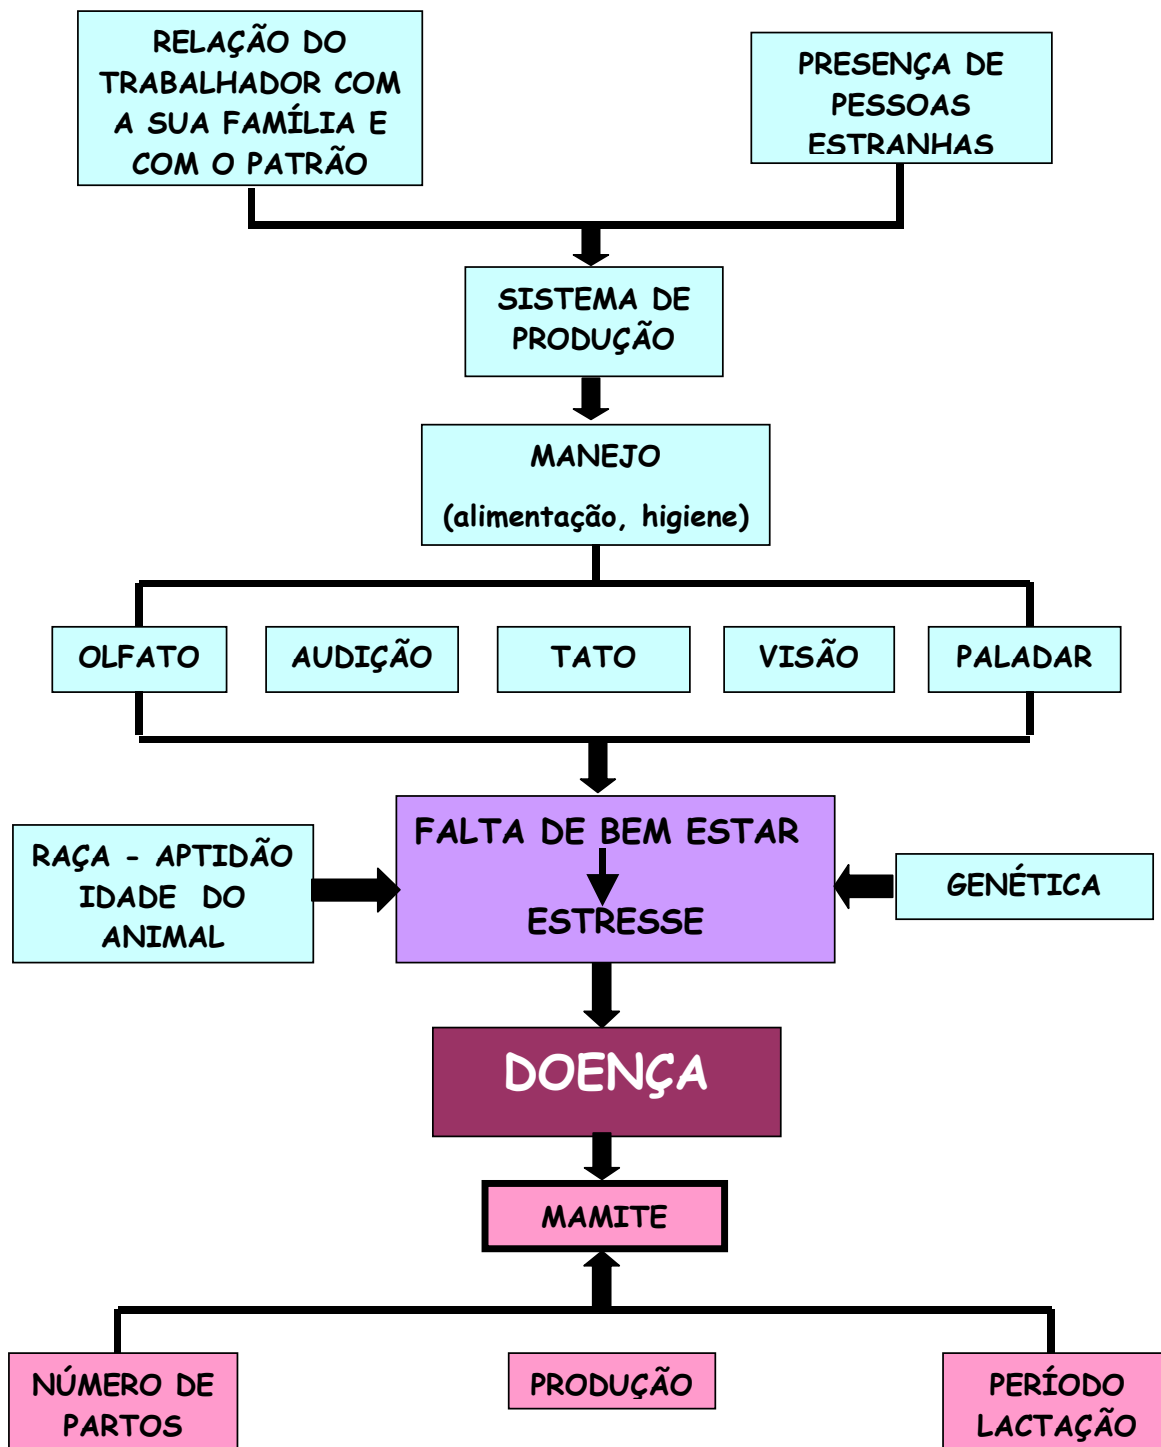 RELAÇÃO DO
TRABALHADOR COM
A SUA FAMÍLIA E
COM O PATRÃO
PRESENÇA DE
PESSOAS
ESTRANHAS
SISTEMA DE
PRODUÇÃO
MANEJO
(alimentação, higiene)
OLFATO
AUDIÇÃO
TATO
VISÃO
PALADAR
FALTA DE BEM ESTAR
ESTRESSE
RAÇA - APTIDÃO
IDADE DO
ANIMAL
GENÉTICA
DOENÇA
MAMITE
NÚMERO DE
PARTOS
PRODUÇÃO
PERÍODO
LACTAÇÃO